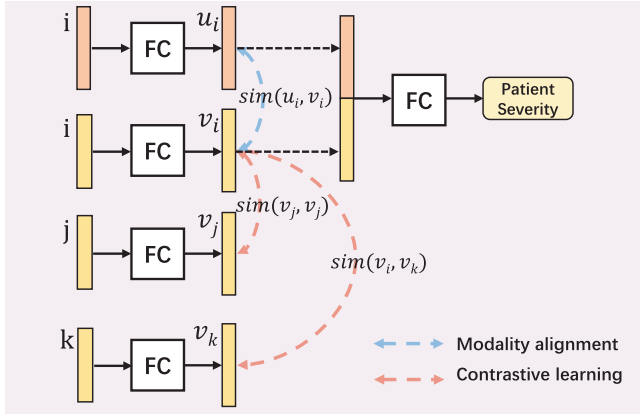 i
FC
u_i
sim(u_i, v_i)
FC
Patient
Severity
i
FC
v_i
sim(v_j, v_j)
j
FC
v_j
sim(v_i, v_k)
k
FC
v_k
Modality alignment
Contrastive learning